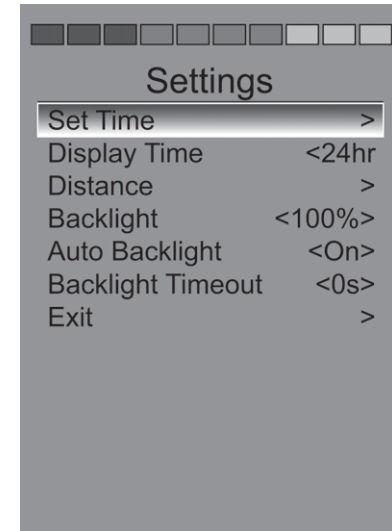 Settings
Set Time >
Display Time <24hr
Distance >
Backlight <100%>
Auto Backlight <On>
Backlight Timeout <0s>
Exit >